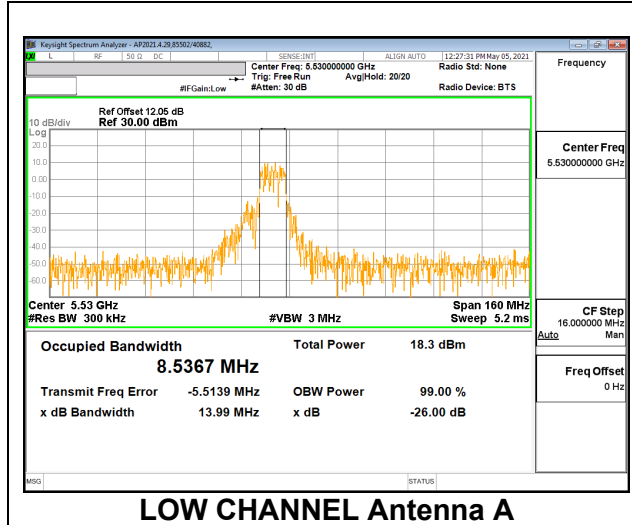 Keysight Spectrum Analyzer - AP2021.4.29,85502/40882,
L RF 50 Ω DC SENSE:INT ALIGN AUTO 12:27:31 PM May 05, 2021
Center Freq: 5.530000000 GHz Radio Std: None
Trig: Free Run Avg|Hold: 20/20
#IFGain:Low #Atten: 30 dB Radio Device: BTS
Frequency
Ref Offset 12.05 dB
10 dB/div Ref 30.00 dBm
Log
20.0
10.0
0.00
-10.0
-20.0
-30.0
-40.0
-50.0
-60.0
Center Freq
5.530000000 GHz
Center 5.53 GHz Span 160 MHz
#Res BW 300 kHz #VBW 3 MHz Sweep 5.2 ms
CF Step
16.000000 MHz
Auto Man
Occupied Bandwidth Total Power 18.3 dBm
8.5367 MHz
Freq Offset
0 Hz
Transmit Freq Error -5.5139 MHz OBW Power 99.00 %
x dB Bandwidth 13.99 MHz x dB -26.00 dB
MSG STATUS
LOW CHANNEL Antenna A